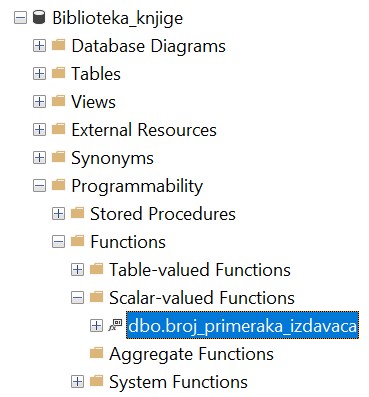 Biblioteka_knjige
Database Diagrams
Tables
Views
External Resources
Synonyms
Programmability
Stored Procedures
Functions
Table-valued Functions
Scalar-valued Functions
dbo.broj_primeraka_izdavaca
Aggregate Functions
System Functions